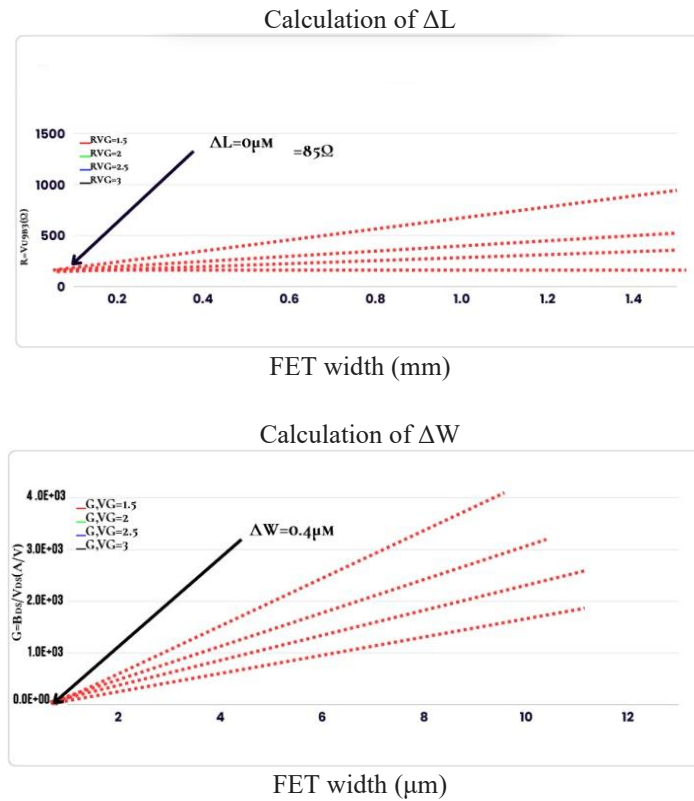 Calculation of ΔL
1500
1000
500
0
R=VU9B3(Ω)
RVG=1.5
RVG=2
RVG=2.5
RVG=3
ΔL=0μM =85Ω
0.2 0.4 0.6 0.8 1.0 1.2 1.4
FET width (mm)
Calculation of ΔW
4.0E+03
3.0E+03
2.0E+03
1.0E+03
0.0E+00
G=BDS/VDS(A/V)
G,VG=1.5
G,VG=2
G,VG=2.5
G,VG=3
ΔW=0.4μM
2 4 6 8 10 12
FET width (μm)